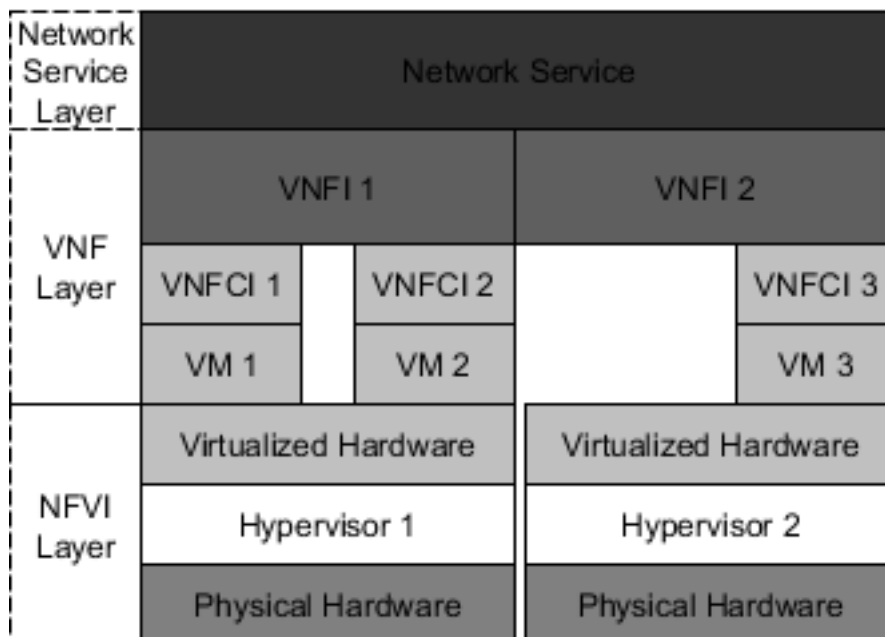 Network
Service
Layer
Network Service
VNF
Layer
VNFI 1
VNFI 2
VNFCI 1
VNFCI 2
VNFCI 3
VM 1
VM 2
VM 3
NFVI
Layer
Virtualized Hardware
Virtualized Hardware
Hypervisor 1
Hypervisor 2
Physical Hardware
Physical Hardware